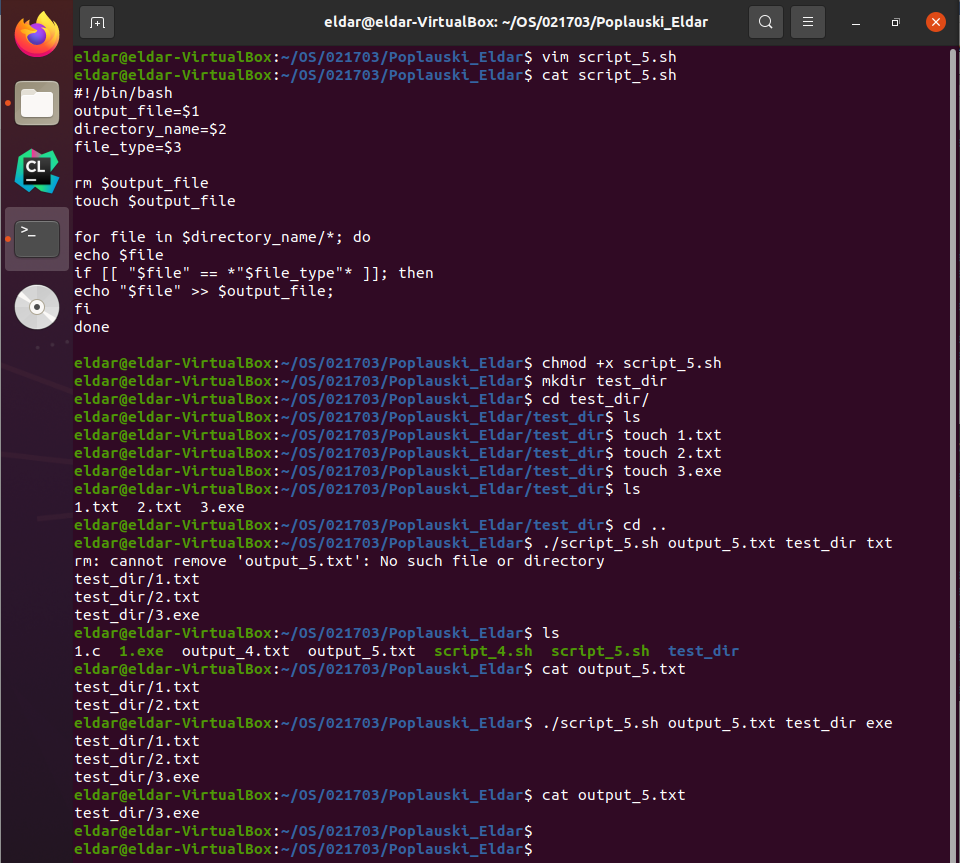 eldar@eldar-VirtualBox: ~/OS/021703/Poplauski_Eldar
CL
>_
eldar@eldar-VirtualBox:~/OS/021703/Poplauski_Eldar$ vim script_5.sh
eldar@eldar-VirtualBox:~/OS/021703/Poplauski_Eldar$ cat script_5.sh
#!/bin/bash
output_file=$1
directory_name=$2
file_type=$3

rm $output_file
touch $output_file

for file in $directory_name/*; do
echo $file
if [[ "$file" == *"$file_type"* ]]; then
echo "$file" >> $output_file;
fi
done

eldar@eldar-VirtualBox:~/OS/021703/Poplauski_Eldar$ chmod +x script_5.sh
eldar@eldar-VirtualBox:~/OS/021703/Poplauski_Eldar$ mkdir test_dir
eldar@eldar-VirtualBox:~/OS/021703/Poplauski_Eldar$ cd test_dir/
eldar@eldar-VirtualBox:~/OS/021703/Poplauski_Eldar/test_dir$ ls
eldar@eldar-VirtualBox:~/OS/021703/Poplauski_Eldar/test_dir$ touch 1.txt
eldar@eldar-VirtualBox:~/OS/021703/Poplauski_Eldar/test_dir$ touch 2.txt
eldar@eldar-VirtualBox:~/OS/021703/Poplauski_Eldar/test_dir$ touch 3.exe
eldar@eldar-VirtualBox:~/OS/021703/Poplauski_Eldar/test_dir$ ls
1.txt  2.txt  3.exe
eldar@eldar-VirtualBox:~/OS/021703/Poplauski_Eldar/test_dir$ cd ..
eldar@eldar-VirtualBox:~/OS/021703/Poplauski_Eldar$ ./script_5.sh output_5.txt test_dir txt
rm: cannot remove 'output_5.txt': No such file or directory
test_dir/1.txt
test_dir/2.txt
test_dir/3.exe
eldar@eldar-VirtualBox:~/OS/021703/Poplauski_Eldar$ ls
1.c  1.exe  output_4.txt  output_5.txt  script_4.sh  script_5.sh  test_dir
eldar@eldar-VirtualBox:~/OS/021703/Poplauski_Eldar$ cat output_5.txt
test_dir/1.txt
test_dir/2.txt
eldar@eldar-VirtualBox:~/OS/021703/Poplauski_Eldar$ ./script_5.sh output_5.txt test_dir exe
test_dir/1.txt
test_dir/2.txt
test_dir/3.exe
eldar@eldar-VirtualBox:~/OS/021703/Poplauski_Eldar$ cat output_5.txt
test_dir/3.exe
eldar@eldar-VirtualBox:~/OS/021703/Poplauski_Eldar$
eldar@eldar-VirtualBox:~/OS/021703/Poplauski_Eldar$